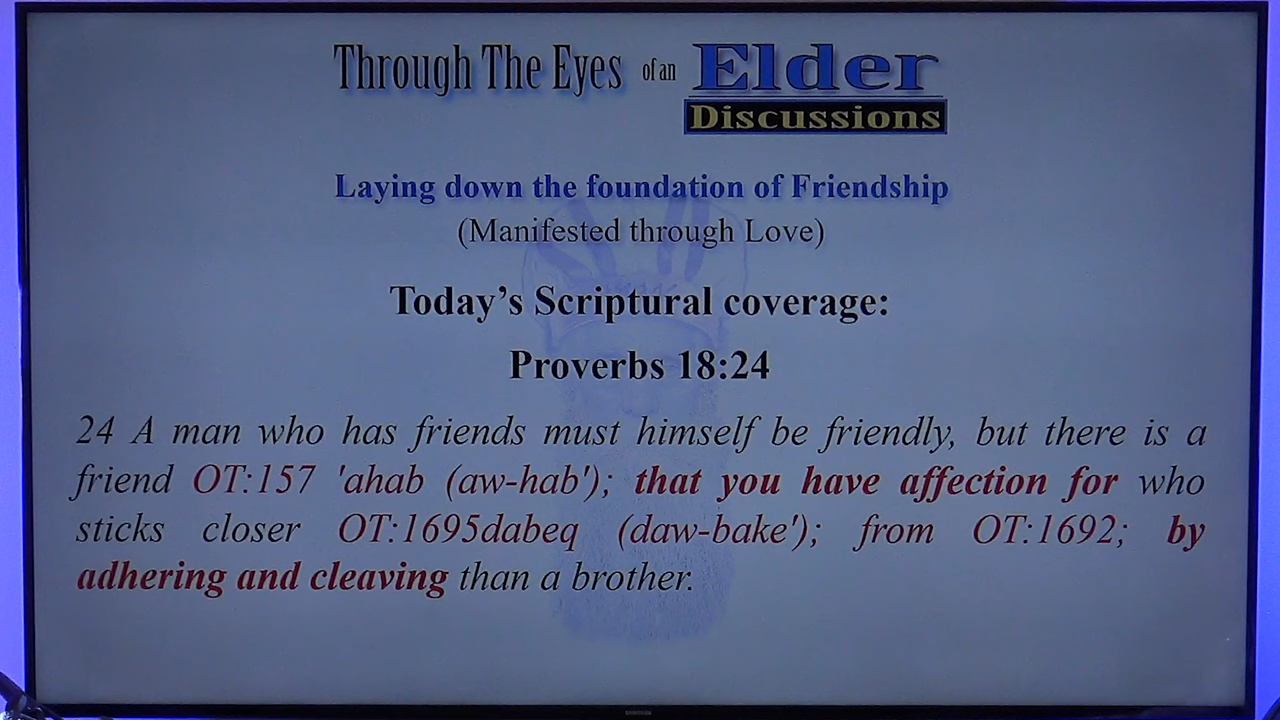 Through The Eyes of an Elder
Discussions
Laying down the foundation of Friendship
(Manifested through Love)
Today's Scriptural coverage:
Proverbs 18:24
24 A man who has friends must himself be friendly, but there is a
friend OT:157 'ahab (aw-hab'); that you have affection for who
sticks closer OT:1695dabeq (daw-bake'); from OT:1692; by
adhering and cleaving than a brother.